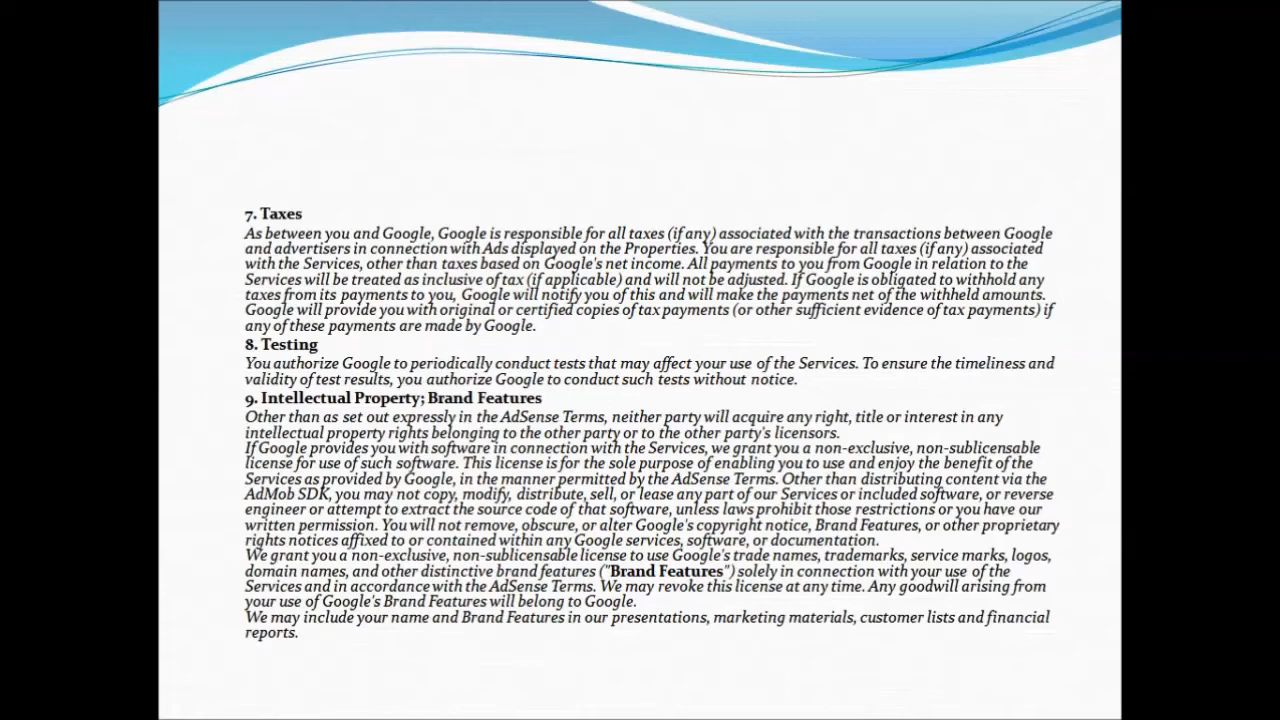 7. Taxes
As between you and Google, Google is responsible for all taxes (if any) associated with the transactions between Google
and advertisers in connection with Ads displayed on the Properties. You are responsible for all taxes (if any) associated
with the Services, other than taxes based on Google's net income. All payments to you from Google in relation to the
Services will be treated as inclusive of tax (if applicable) and will not be adjusted. If Google is obligated to withhold any
taxes from its payments to you, Google will notify you of this and will make the payments net of the withheld amounts.
Google will provide you with original or certified copies of tax payments (or other sufficient evidence of tax payments) if
any of these payments are made by Google.
8. Testing
You authorize Google to periodically conduct tests that may affect your use of the Services. To ensure the timeliness and
validity of test results, you authorize Google to conduct such tests without notice.
9. Intellectual Property; Brand Features
Other than as set out expressly in the AdSense Terms, neither party will acquire any right, title or interest in any
intellectual property rights belonging to the other party or to the other party's licensors.
If Google provides you with software in connection with the Services, we grant you a non-exclusive, non-sublicensable
license for use of such software. This license is for the sole purpose of enabling you to use and enjoy the benefit of the
Services as provided by Google, in the manner permitted by the AdSense Terms. Other than distributing content via the
AdMob SDK, you may not copy, modify, distribute, sell, or lease any part of our Services or included software, or reverse
engineer or attempt to extract the source code of that software, unless laws prohibit those restrictions or you have our
written permission. You will not remove, obscure, or alter Google's copyright notice, Brand Features, or other proprietary
rights notices affixed to or contained within any Google services, software, or documentation.
We grant you a non-exclusive, non-sublicensable license to use Google's trade names, trademarks, service marks, logos,
domain names, and other distinctive brand features ("Brand Features") solely in connection with your use of the
Services and in accordance with the AdSense Terms. We may revoke this license at any time. Any goodwill arising from
your use of Google's Brand Features will belong to Google.
We may include your name and Brand Features in our presentations, marketing materials, customer lists and financial
reports.